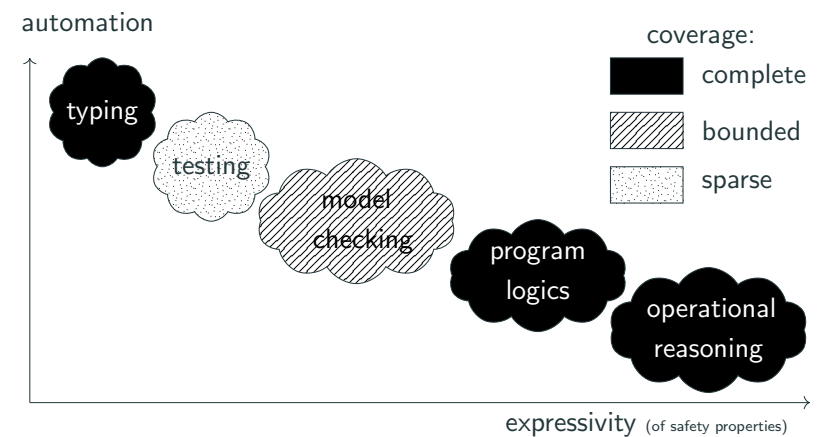 automation
coverage:
complete
bounded
sparse
typing
testing
model
checking
program
logics
operational
reasoning
expressivity (of safety properties)